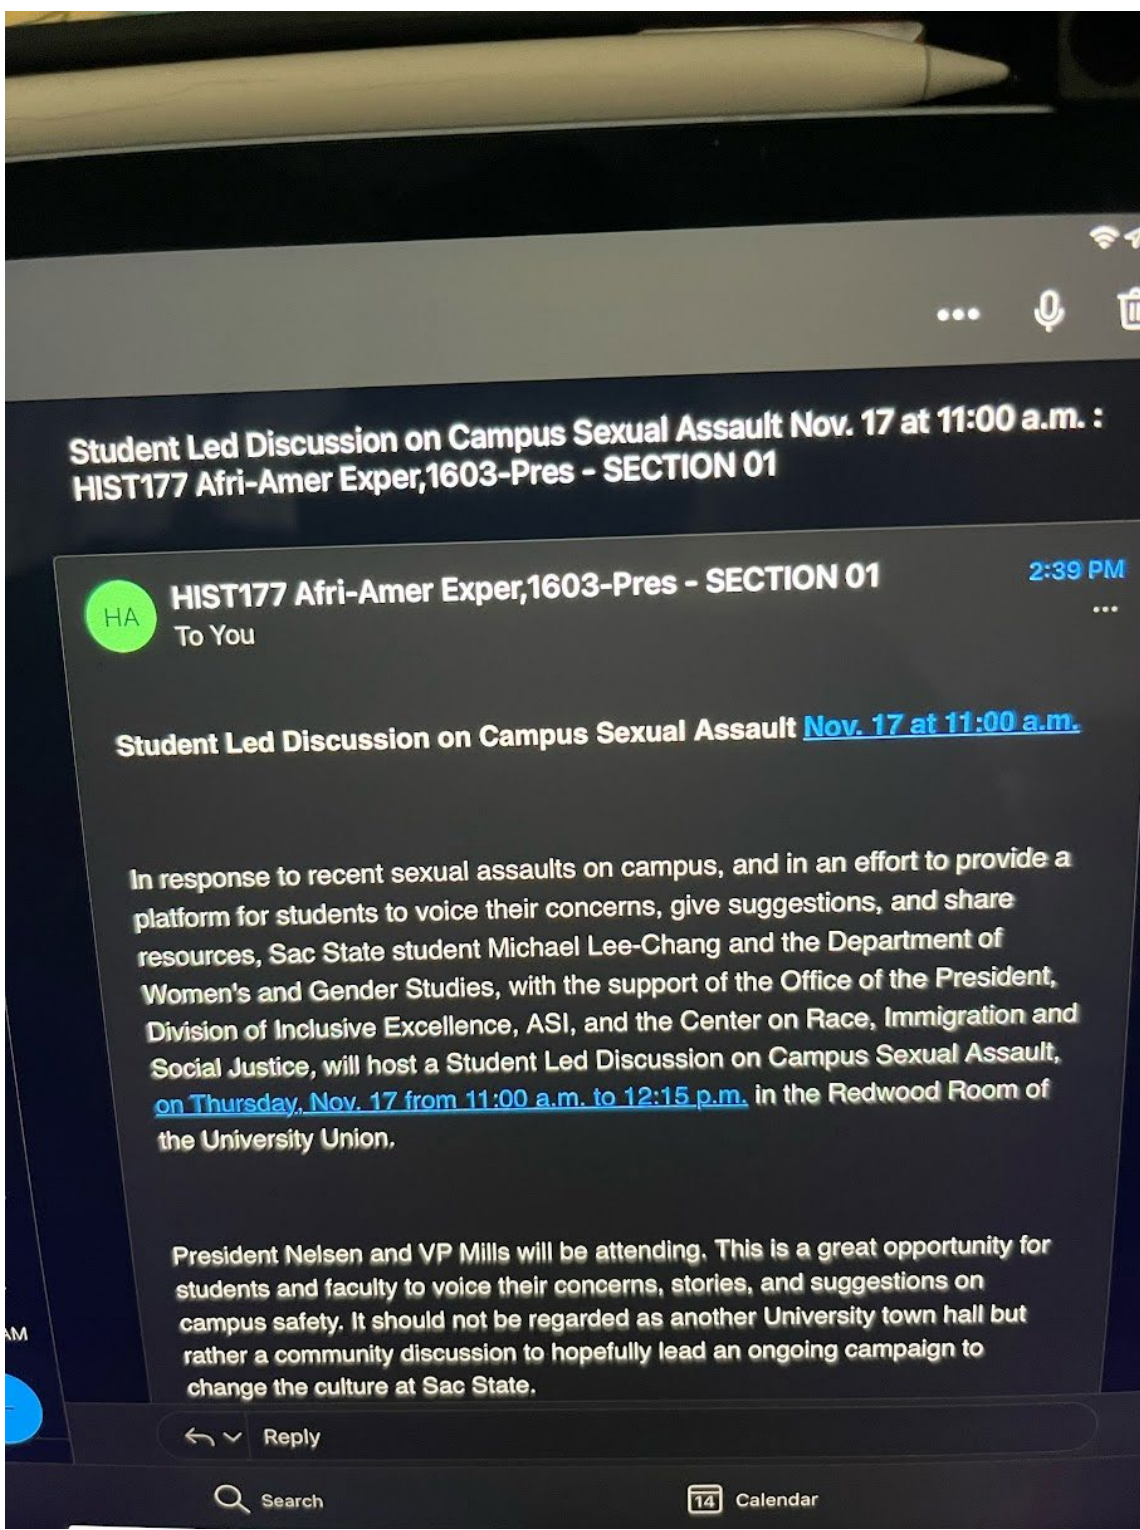 Student Led Discussion on Campus Sexual Assault Nov. 17 at 11:00 a.m. :
HIST177 Afri-Amer Exper,1603-Pres - SECTION 01
HA
HIST177 Afri-Amer Exper,1603-Pres - SECTION 01
2:39 PM
To You
Student Led Discussion on Campus Sexual Assault Nov. 17 at 11:00 a.m.
In response to recent sexual assaults on campus, and in an effort to provide a
platform for students to voice their concerns, give suggestions, and share
resources, Sac State student Michael Lee-Chang and the Department of
Women's and Gender Studies, with the support of the Office of the President,
Division of Inclusive Excellence, ASI, and the Center on Race, Immigration and
Social Justice, will host a Student Led Discussion on Campus Sexual Assault,
on Thursday, Nov. 17 from 11:00 a.m. to 12:15 p.m. in the Redwood Room of
the University Union.
President Nelsen and VP Mills will be attending. This is a great opportunity for
students and faculty to voice their concerns, stories, and suggestions on
campus safety. It should not be regarded as another University town hall but
rather a community discussion to hopefully lead an ongoing campaign to
change the culture at Sac State.
AM
Reply
Search
14
Calendar